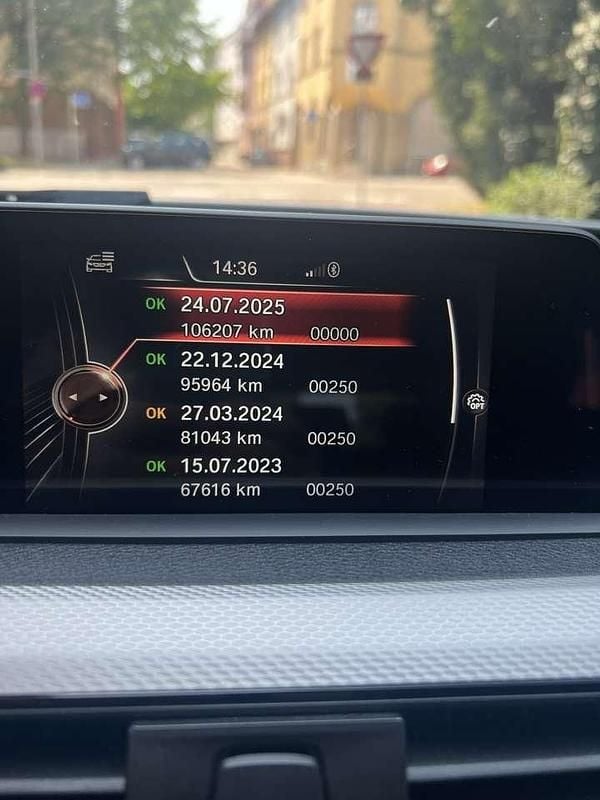 14:36
OK 24.07.2025
106207 km 00000
OK 22.12.2024
95964 km 00250
OK 27.03.2024
81043 km 00250
OK 15.07.2023
67616 km 00250
OPT